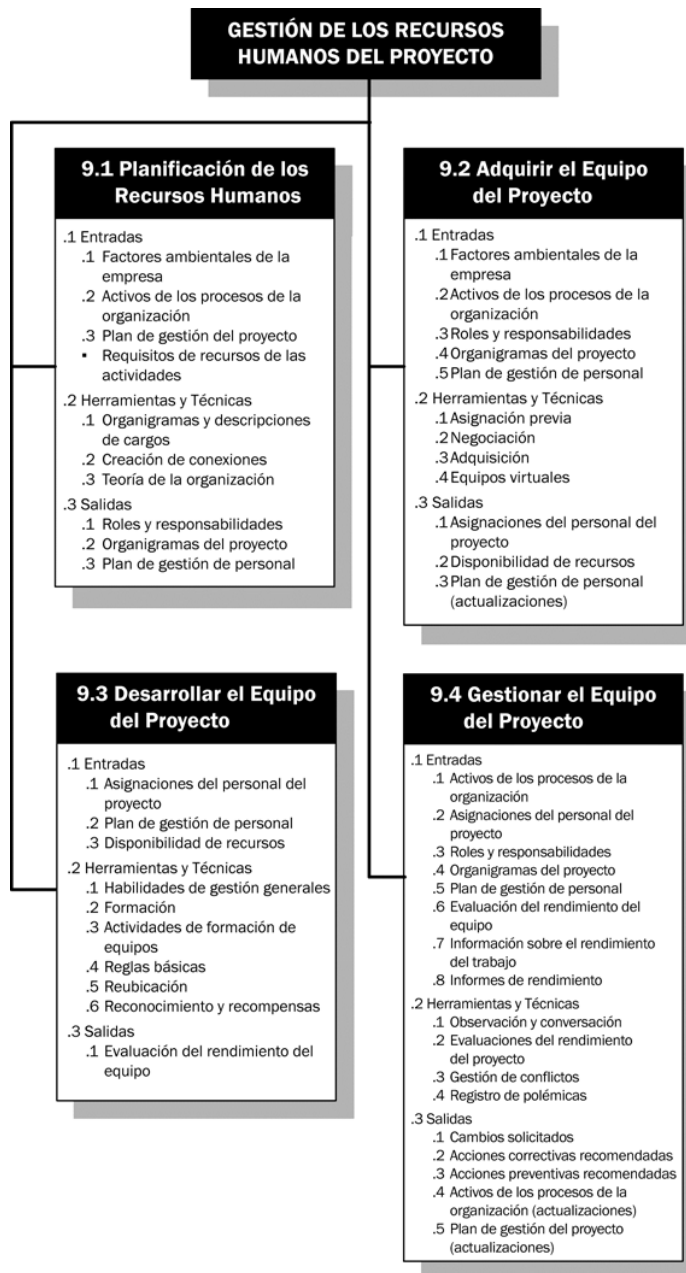 GESTIÓN DE LOS RECURSOS
HUMANOS DEL PROYECTO
9.1 Planificación de los
Recursos Humanos
.1 Entradas
.1 Factores ambientales de la
empresa
.2 Activos de los procesos de la
organización
.3 Plan de gestión del proyecto
▪ Requisitos de recursos de las
actividades
.2 Herramientas y Técnicas
.1 Organigramas y descripciones
de cargos
.2 Creación de conexiones
.3 Teoría de la organización
.3 Salidas
.1 Roles y responsabilidades
.2 Organigramas del proyecto
.3 Plan de gestión de personal
9.2 Adquirir el Equipo
del Proyecto
.1 Entradas
.1 Factores ambientales de la
empresa
.2 Activos de los procesos de la
organización
.3 Roles y responsabilidades
.4 Organigramas del proyecto
.5 Plan de gestión de personal
.2 Herramientas y Técnicas
.1 Asignación previa
.2 Negociación
.3 Adquisición
.4 Equipos virtuales
.3 Salidas
.1 Asignaciones del personal del
proyecto
.2 Disponibilidad de recursos
.3 Plan de gestión de personal
(actualizaciones)
9.3 Desarrollar el Equipo
del Proyecto
.1 Entradas
.1 Asignaciones del personal del
proyecto
.2 Plan de gestión de personal
.3 Disponibilidad de recursos
.2 Herramientas y Técnicas
.1 Habilidades de gestión generales
.2 Formación
.3 Actividades de formación de
equipos
.4 Reglas básicas
.5 Reubicación
.6 Reconocimiento y recompensas
.3 Salidas
.1 Evaluación del rendimiento del
equipo
9.4 Gestionar el Equipo
del Proyecto
.1 Entradas
.1 Activos de los procesos de la
organización
.2 Asignaciones del personal del
proyecto
.3 Roles y responsabilidades
.4 Organigramas del proyecto
.5 Plan de gestión de personal
.6 Evaluación del rendimiento del
equipo
.7 Información sobre el rendimiento
del trabajo
.8 Informes de rendimiento
.2 Herramientas y Técnicas
.1 Observación y conversación
.2 Evaluaciones del rendimiento
del proyecto
.3 Gestión de conflictos
.4 Registro de polémicas
.3 Salidas
.1 Cambios solicitados
.2 Acciones correctivas recomendadas
.3 Acciones preventivas recomendadas
.4 Activos de los procesos de la
organización (actualizaciones)
.5 Plan de gestión del proyecto
(actualizaciones)